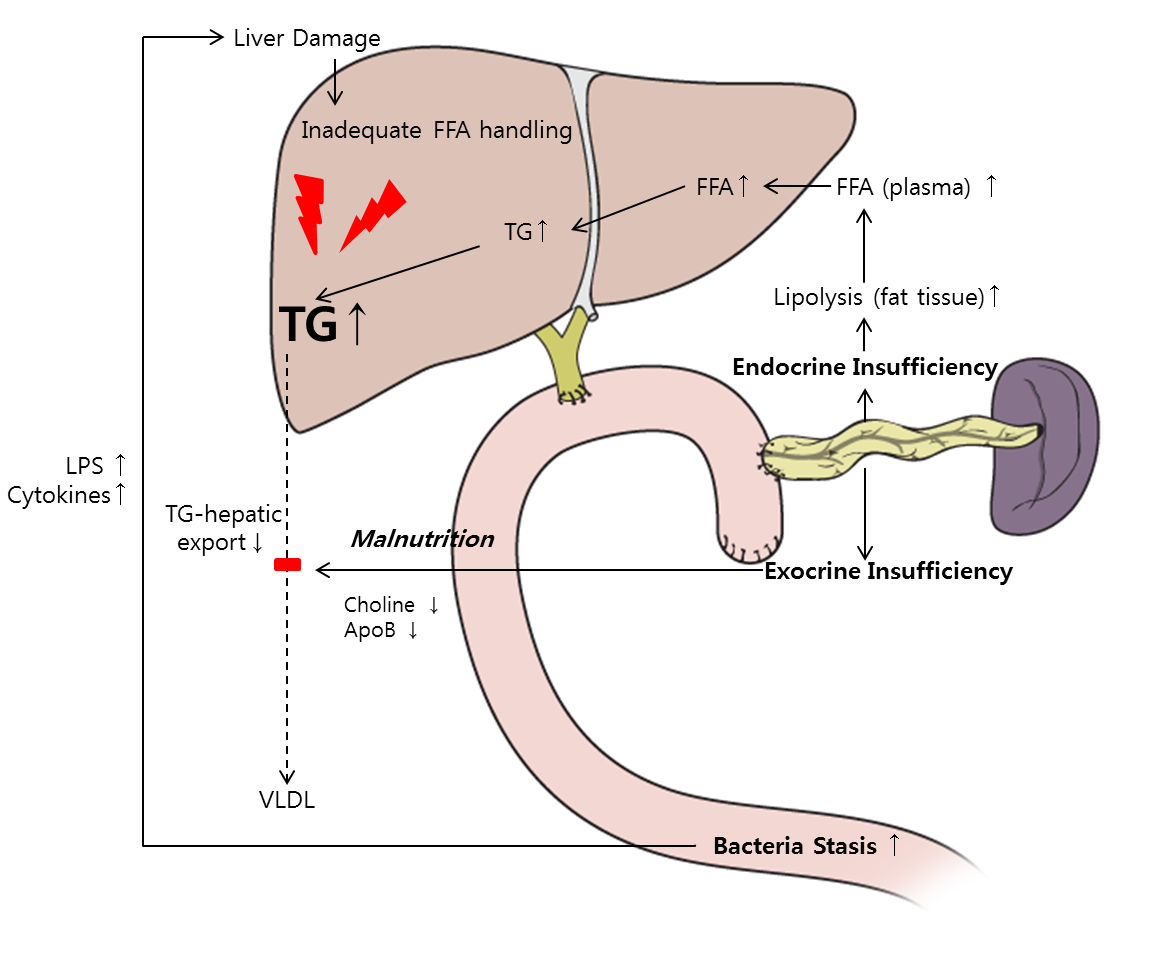 Liver Damage
Inadequate FFA handling
FFA↑
FFA (plasma) ↑
TG↑
Lipolysis (fat tissue)↑
TG↑
Endocrine Insufficiency
LPS ↑
Cytokines↑
TG-hepatic
export↓
Malnutrition
Exocrine Insufficiency
Choline ↓
ApoB ↓
VLDL
Bacteria Stasis ↑